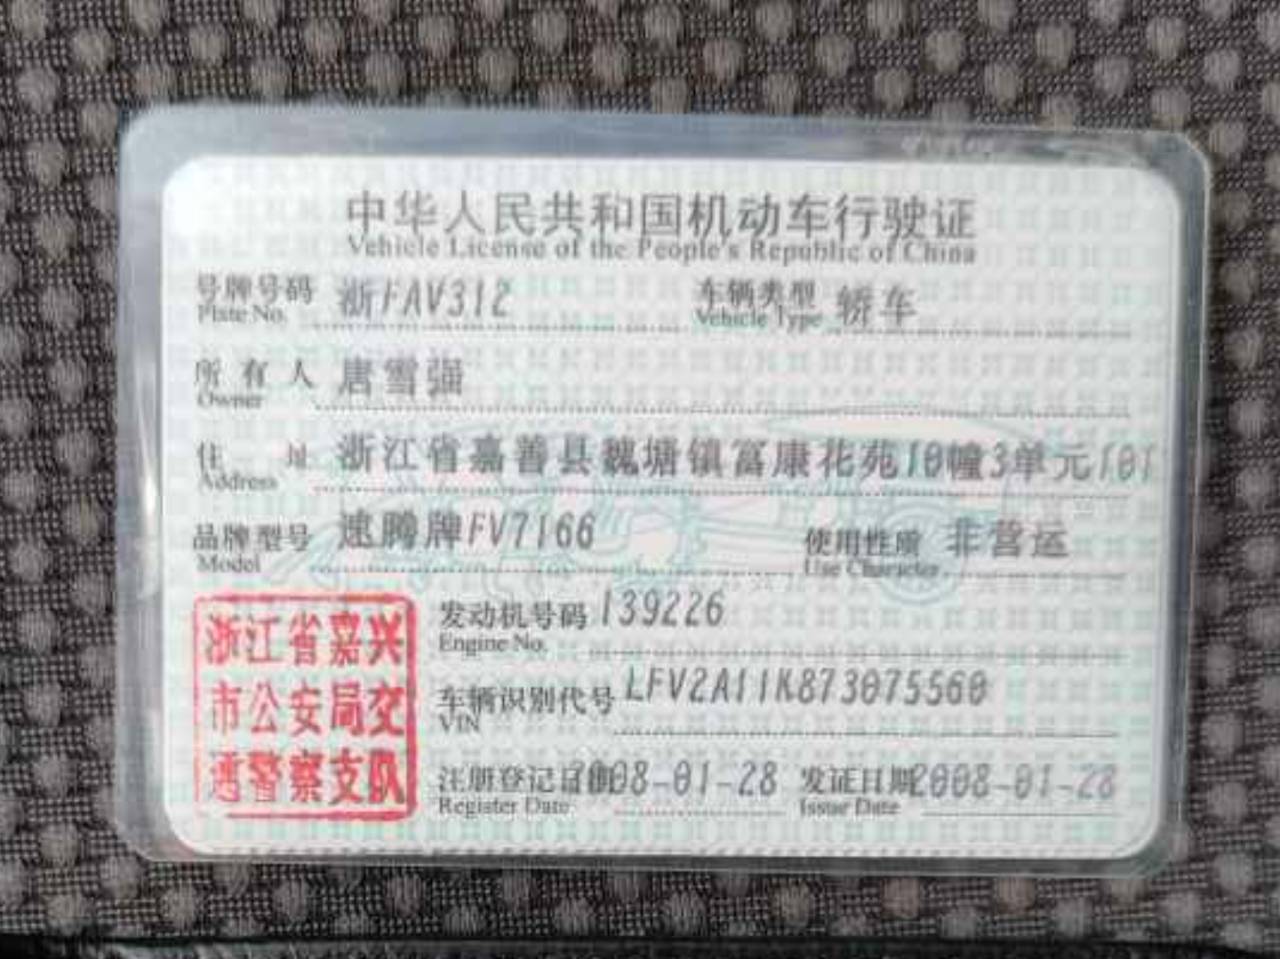 中华人民共和国机动车行驶证
Vehicle License of the People's Republic of China
号牌号码 浙FAV312 车辆类型 轿车
Plate No. Vehicle Type
所有人 唐雪强
Owner
住址 浙江省嘉善县魏塘镇富康花苑10幢3单元101
Address
品牌型号 速腾牌FV7166 使用性质 非营运
Model Use Character
发动机号码 139226
Engine No.
车辆识别代号 LFV2A11K873075560
VIN
注册登记日期 2008-01-28 发证日期 2008-01-28
Register Date Issue Date
浙江省嘉兴
市公安局交
通警察支队